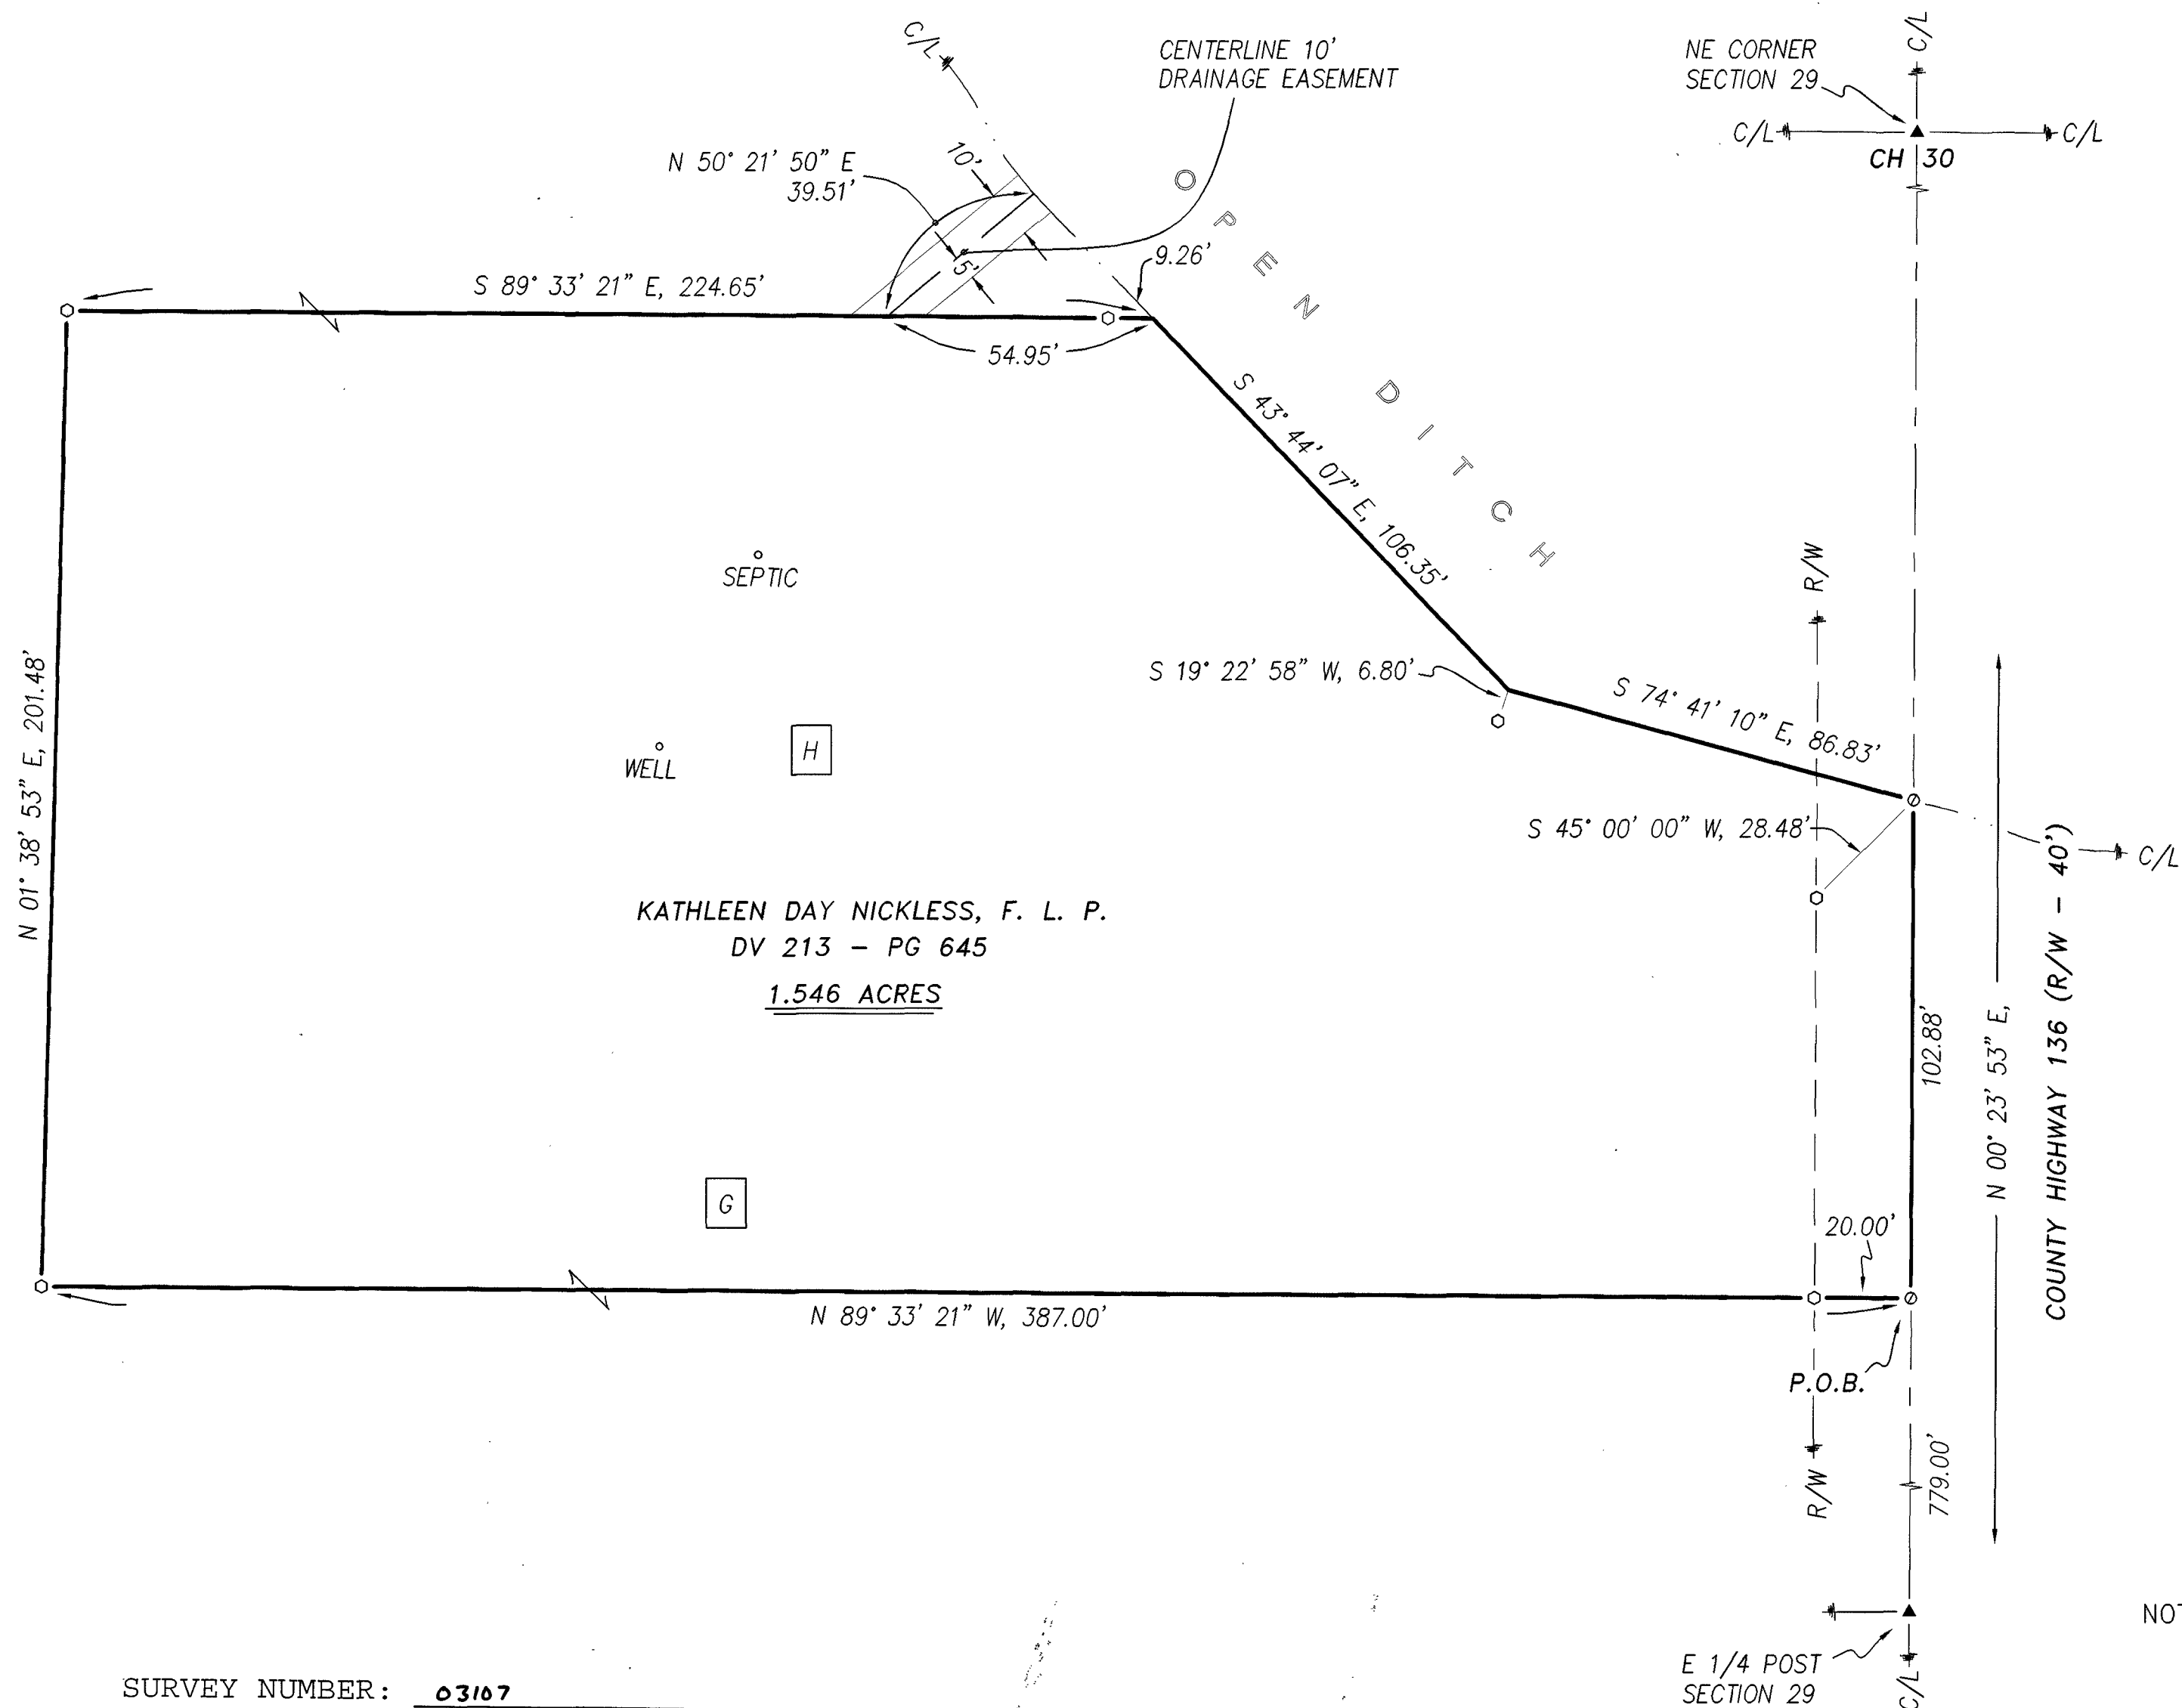 C/L
CENTERLINE 10'
DRAINAGE EASEMENT
NE CORNER
SECTION 29
C/L
C/L
C/L
CH 30
N 50° 21' 50" E
39.51'
10'
5'
OPEN DITCH
9.26'
S 89° 33' 21" E, 224.65'
54.95'
S 43° 44' 07" E, 106.35'
SEPTIC
R/W
N 01° 38' 53" E, 201.48'
S 19° 22' 58" W, 6.80'
S 74° 41' 10" E, 86.83'
WELL
H
S 45° 00' 00" W, 28.48'
C/L
KATHLEEN DAY NICKLESS, F. L. P.
DV 213 - PG 645
1.546 ACRES
102.88'
N 00° 23' 53" E,
COUNTY HIGHWAY 136 (R/W - 40')
G
20.00'
N 89° 33' 21" W, 387.00'
P.O.B.
R/W
779.00'
E 1/4 POST
SECTION 29
C/L
NOT
SURVEY NUMBER: 03107